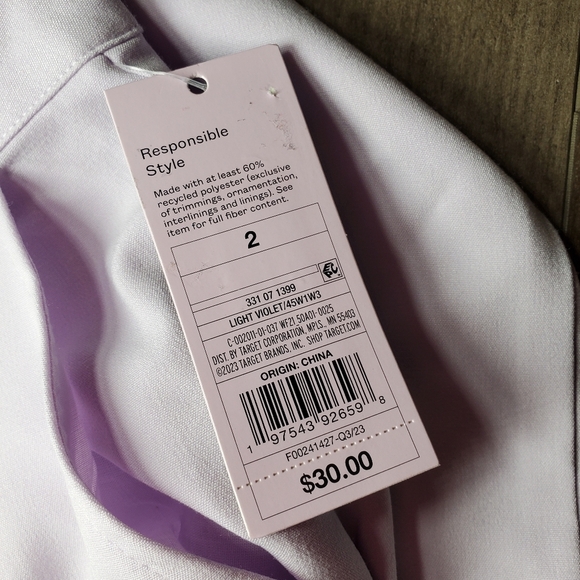 Responsible
Style
Made with at least 60%
recycled polyester (exclusive
of trimmings, ornamentation,
interlinings and linings). See
item for full fiber content.
2
331 07 1399
LIGHT VIOLET/45W1W3
C-002011-01-037 WF21,50A01-0025
DIST. BY TARGET CORPORATION, MPLS., MN 55403
©2023 TARGET BRANDS, INC. SHOP TARGET.COM
ORIGIN: CHINA
1 97543 92659 8
F00241427-Q3/23
$30.00